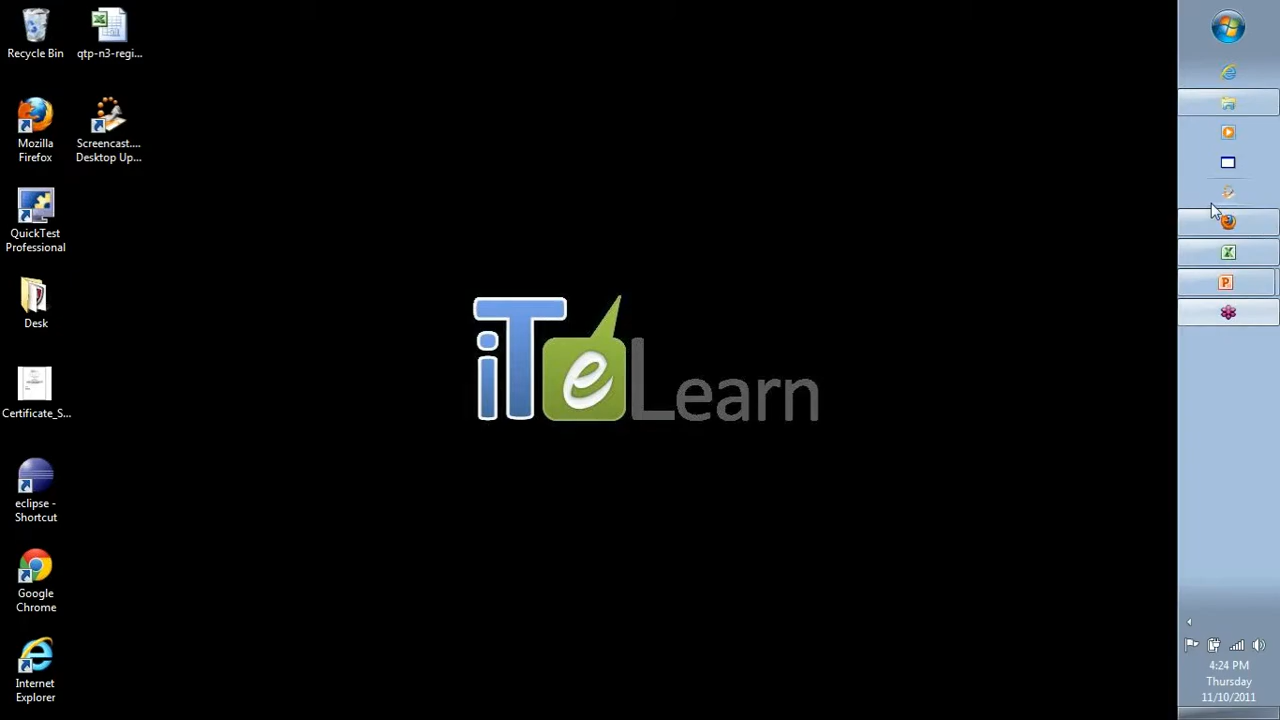 Recycle Bin
qtp-n3-regi...
Mozilla
Firefox
Screencast....
Desktop Up...
QuickTest
Professional
Desk
Certificate_S...
eclipse -
Shortcut
Google
Chrome
Internet
Explorer
iTeLearn
4:24 PM
Thursday
11/10/2011